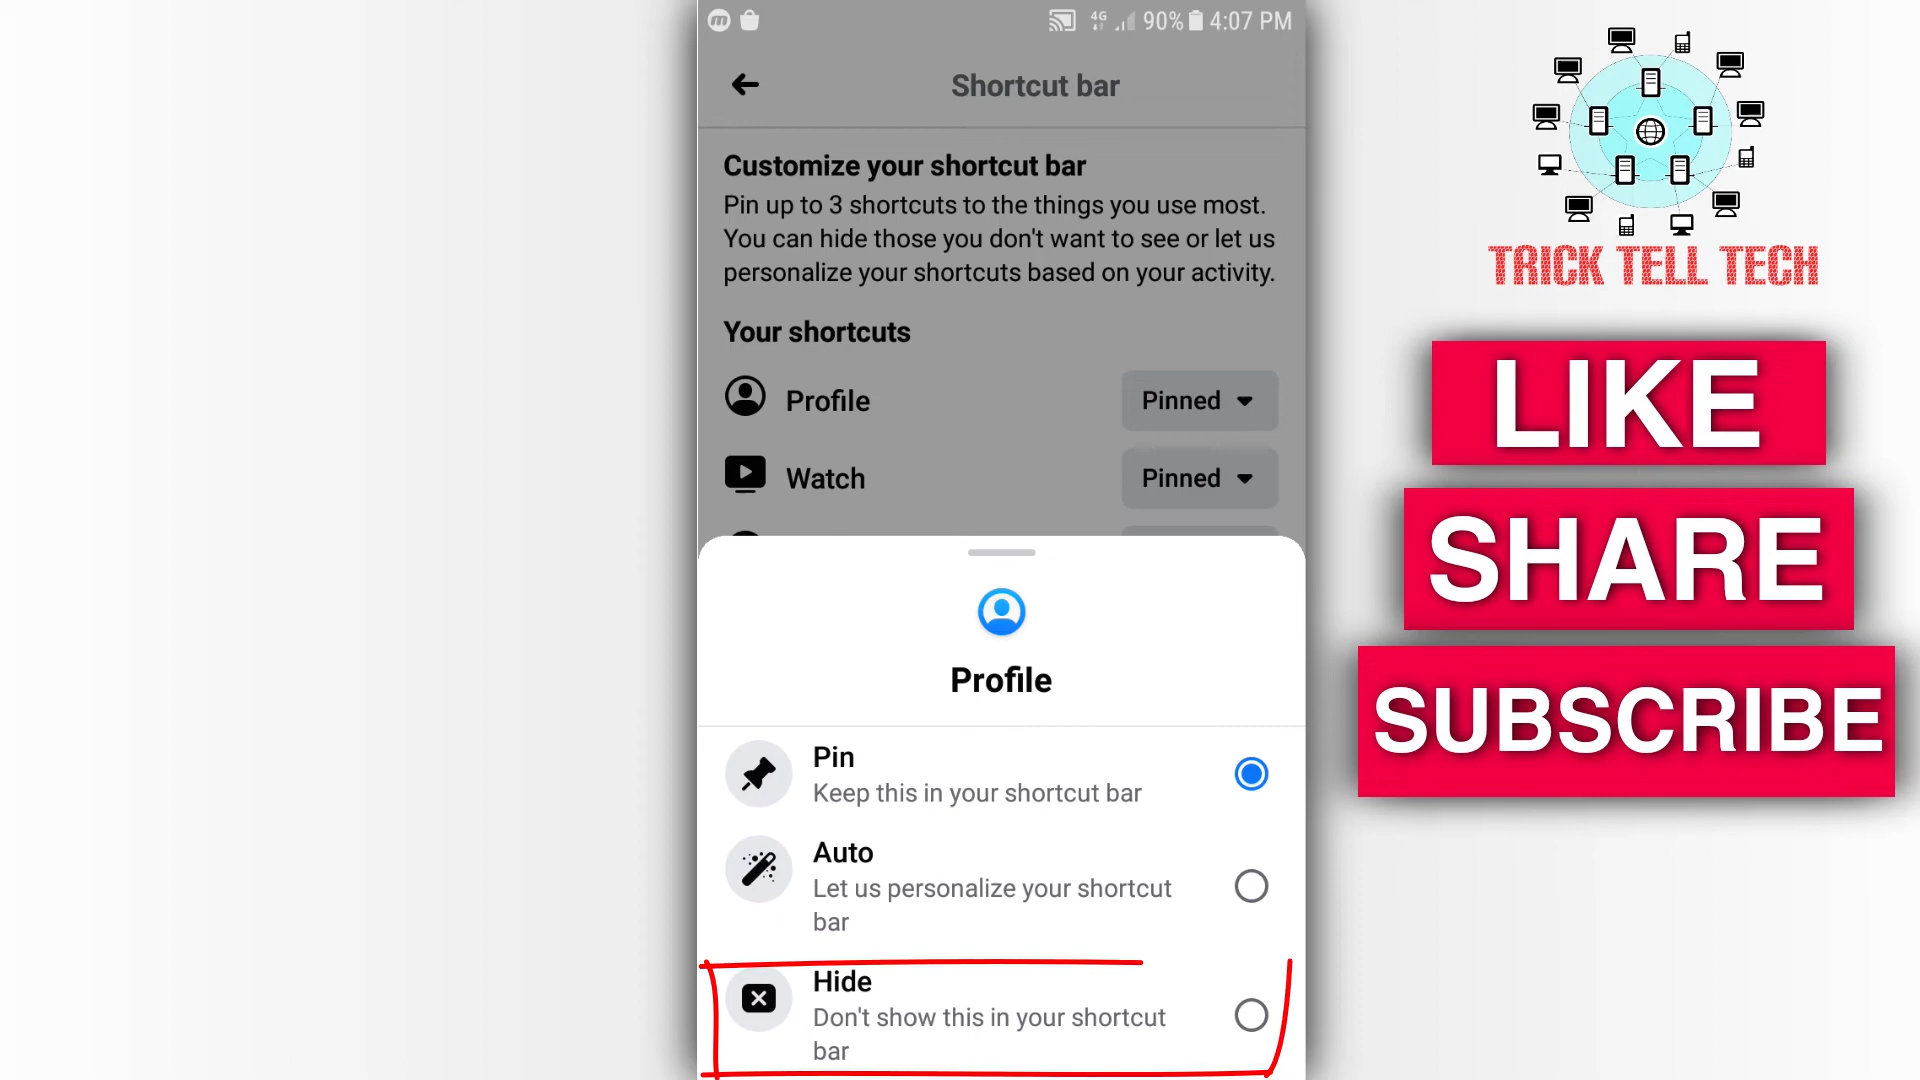 4G 90% 4:07 PM
Shortcut bar
Customize your shortcut bar
Pin up to 3 shortcuts to the things you use most.
You can hide those you don't want to see or let us
personalize your shortcuts based on your activity.
Your shortcuts
Profile Pinned
Watch Pinned
Profile
Pin
Keep this in your shortcut bar
Auto
Let us personalize your shortcut
bar
Hide
Don't show this in your shortcut
bar
TRICK TELL TECH
LIKE
SHARE
SUBSCRIBE